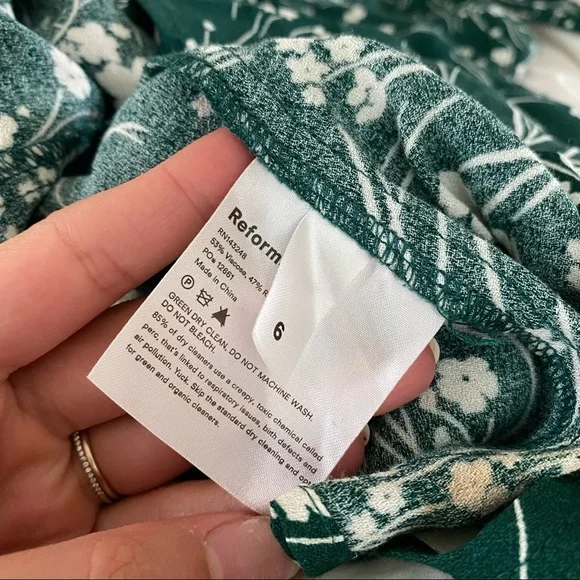 Reform
RN143248
53% Viscose, 47% R
PO# 12661
Made in China
P
6
GREEN DRY CLEAN. DO NOT MACHINE WASH.
DO NOT BLEACH.
85% of dry cleaners use a creepy, toxic chemical called
perc, that's linked to respiratory issues, birth defects and
air pollution. Yuck. Skip the standard dry cleaning and opt
for green and organic cleaners.